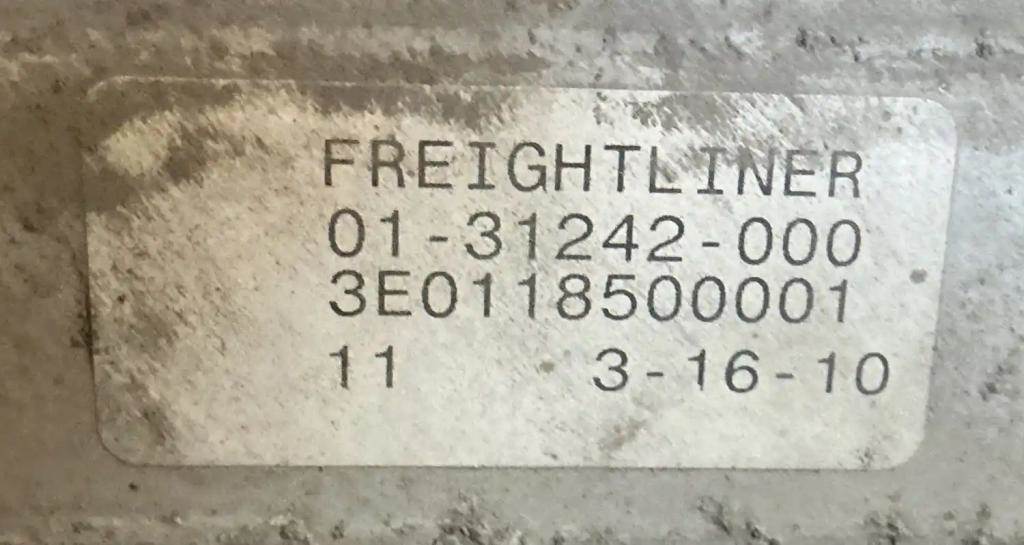 FREIGHTLINER
01-31242-000
3E0118500001
11 3-16-10